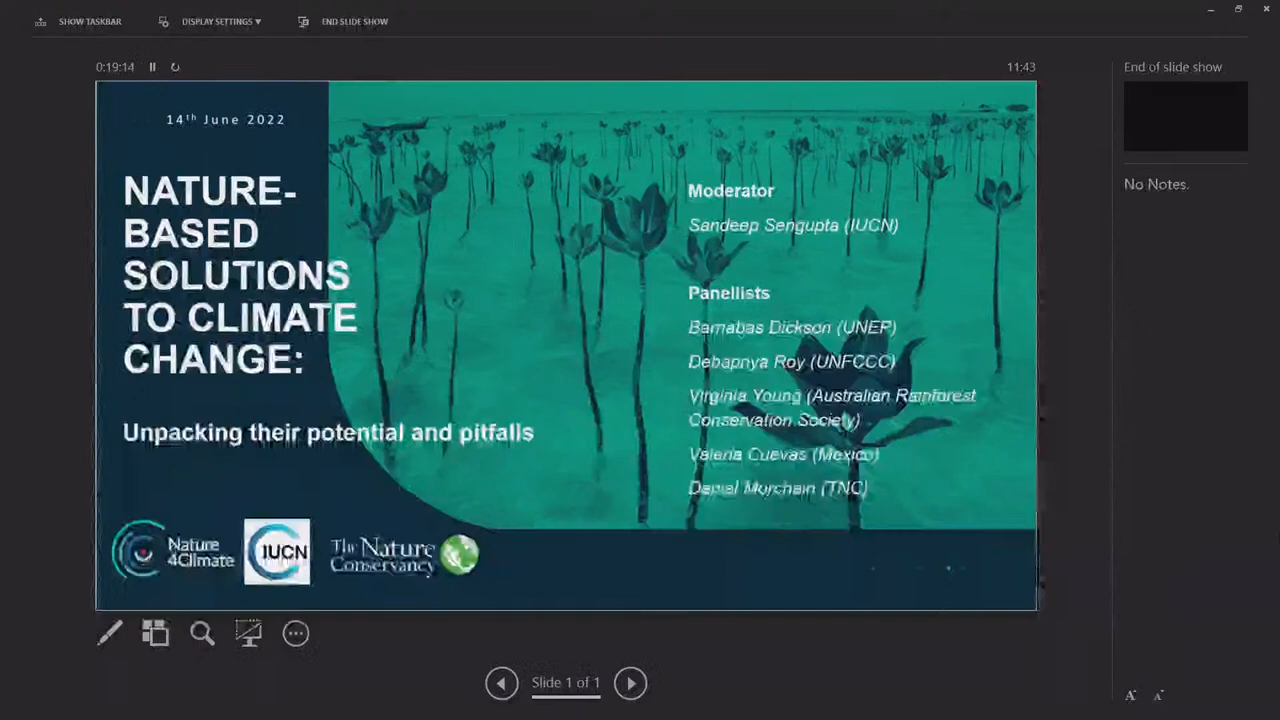 SHOW TASKBAR
DISPLAY SETTINGS
END SLIDE SHOW
0:19:14
11:43
End of slide show
14th June 2022
NATURE-
BASED
SOLUTIONS
TO CLIMATE
CHANGE:
Unpacking their potential and pitfalls
Moderator
Sandeep Sengupta (IUCN)
Panellists
Barnabas Dickson (UNEP)
Debapriya Roy (UNFCCC)
Virginia Young (Australian Rainforest
Conservation Society)
Valeria Cuevas (Mexico)
Daniel Morchain (TNC)
Nature
4Climate
IUCN
The Nature
Conservancy
No Notes.
Slide 1 of 1
A
A